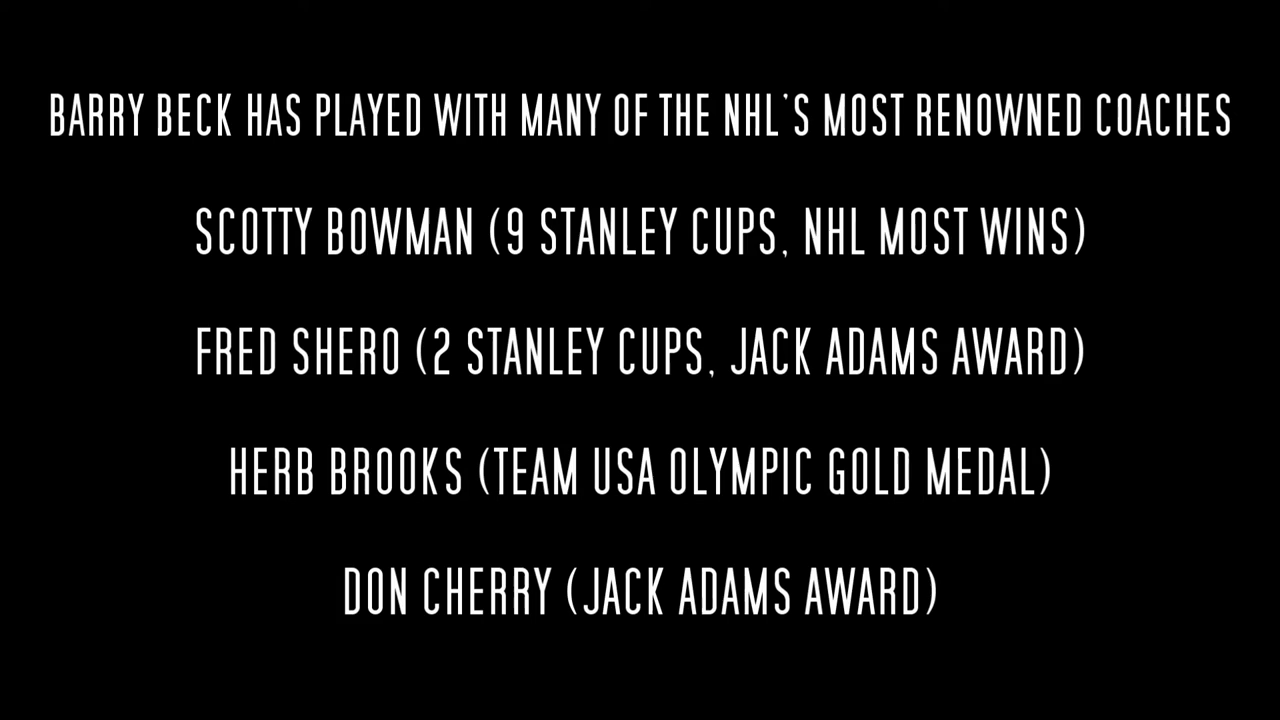 BARRY BECK HAS PLAYED WITH MANY OF THE NHL'S MOST RENOWNED COACHES
SCOTTY BOWMAN (9 STANLEY CUPS, NHL MOST WINS)
FRED SHERO (2 STANLEY CUPS, JACK ADAMS AWARD)
HERB BROOKS (TEAM USA OLYMPIC GOLD MEDAL)
DON CHERRY (JACK ADAMS AWARD)